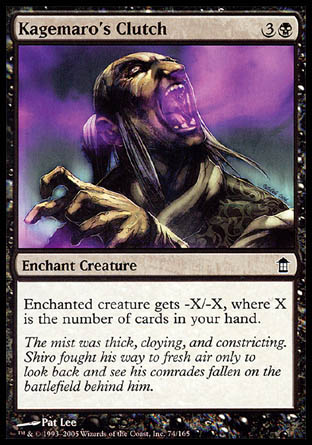 Kagemaro's Clutch 3
Enchant Creature
Enchanted creature gets -X/-X, where X
is the number of cards in your hand.
The mist was thick, cloying, and constricting.
Shiro fought his way to fresh air only to
look back and see his comrades fallen on the
battlefield behind him.
Pat Lee
™ & © 1993–2005 Wizards of the Coast, Inc. 74/165